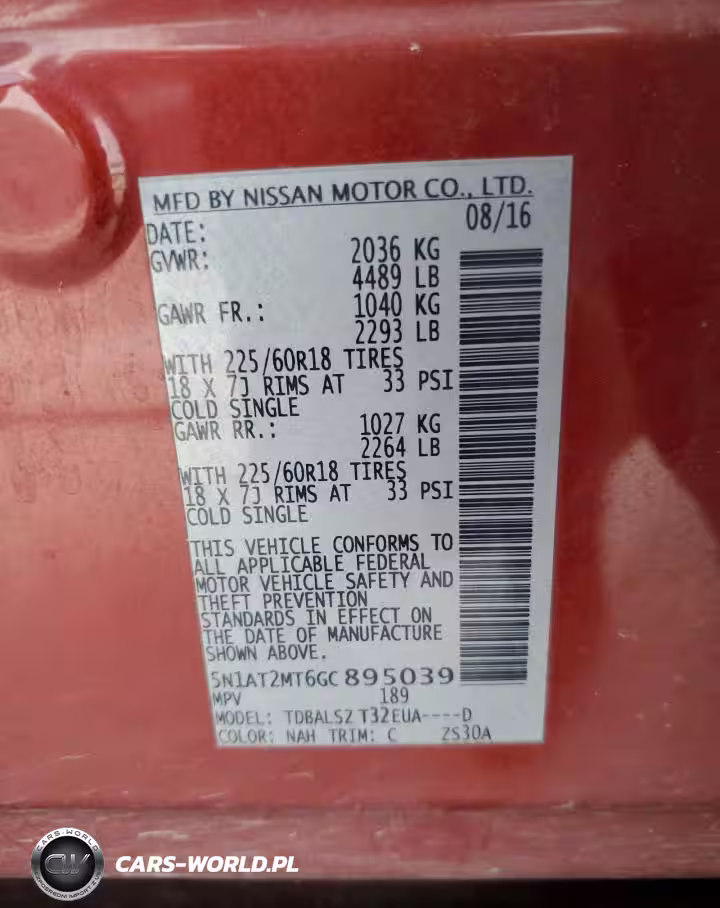 MFD BY NISSAN MOTOR CO., LTD.
DATE: 08/16
GVWR: 2036 KG
4489 LB
GAWR FR.: 1040 KG
2293 LB
WITH 225/60R18 TIRES
18 X 7J RIMS AT 33 PSI
COLD SINGLE
GAWR RR.: 1027 KG
2264 LB
WITH 225/60R18 TIRES
18 X 7J RIMS AT 33 PSI
COLD SINGLE
THIS VEHICLE CONFORMS TO
ALL APPLICABLE FEDERAL
MOTOR VEHICLE SAFETY AND
THEFT PREVENTION
STANDARDS IN EFFECT ON
THE DATE OF MANUFACTURE
SHOWN ABOVE.
5N1AT2MT6GC895039
MPV 189
MODEL: TDBALSZ T32EUA----D
COLOR: NAH TRIM: C ZS30A
CARS-WORLD
CW
CARS-WORLD.PL